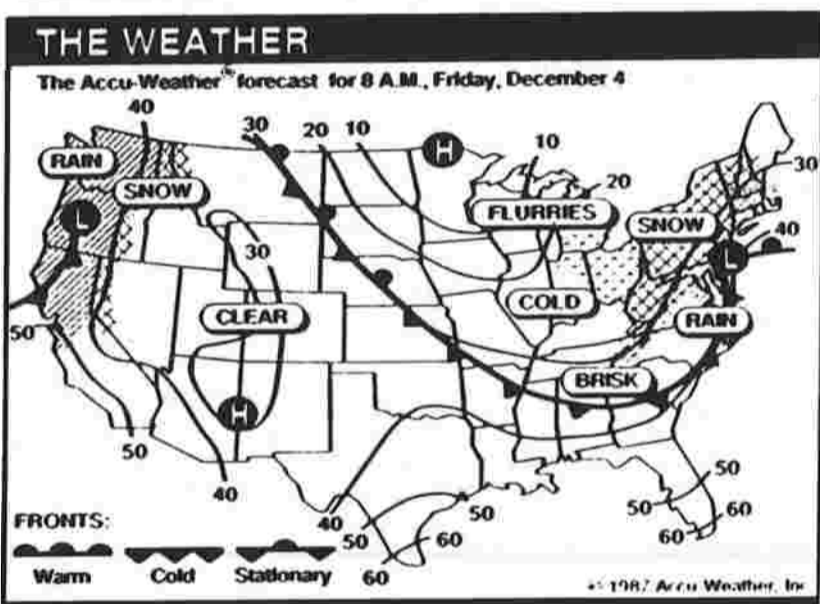 THE WEATHER
The Accu-Weather® forecast for 8 A.M., Friday, December 4
40
30
20
10
H
10
RAIN
30
SNOW
20
FLURRIES
SNOW
L
40
30
L
COLD
50
CLEAR
RAIN
BRISK
H
50
40
50
40
50
50
60
50
60
60
60
FRONTS:
Warm
Cold
Stationary
© 1987 Accu Weather, Inc